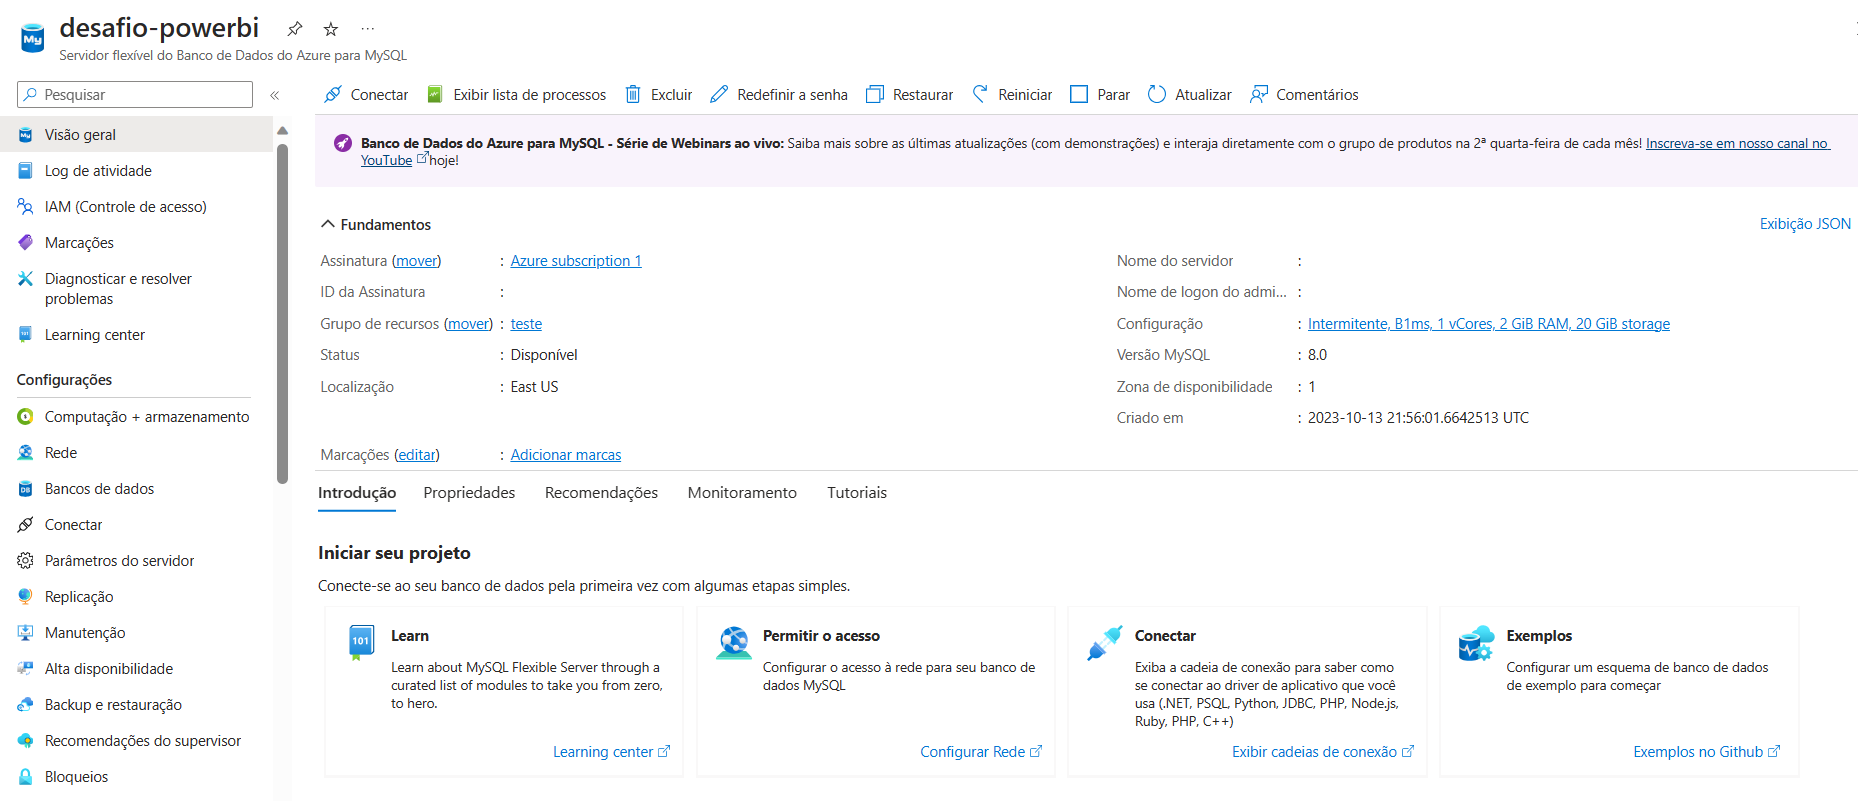 desafio-powerbi
Servidor flexível do Banco de Dados do Azure para MySQL
Pesquisar
Conectar
Exibir lista de processos
Excluir
Redefinir a senha
Restaurar
Reiniciar
Parar
Atualizar
Comentários
Visão geral
Log de atividade
IAM (Controle de acesso)
Marcações
Diagnosticar e resolver
problemas
Learning center
Configurações
Computação + armazenamento
Rede
Bancos de dados
Conectar
Parâmetros do servidor
Replicação
Manutenção
Alta disponibilidade
Backup e restauração
Recomendações do supervisor
Bloqueios
Banco de Dados do Azure para MySQL - Série de Webinars ao vivo: Saiba mais sobre as últimas atualizações (com demonstrações) e interaja diretamente com o grupo de produtos na 2ª quarta-feira de cada mês! Inscreva-se em nosso canal no
YouTube hoje!
Fundamentos
Exibição JSON
Assinatura (mover) : Azure subscription 1
ID da Assinatura :
Grupo de recursos (mover) : teste
Status : Disponível
Localização : East US
Nome do servidor :
Nome de logon do admi... :
Configuração : Intermitente, B1ms, 1 vCores, 2 GiB RAM, 20 GiB storage
Versão MySQL : 8.0
Zona de disponibilidade : 1
Criado em : 2023-10-13 21:56:01.6642513 UTC
Marcações (editar) : Adicionar marcas
Introdução
Propriedades
Recomendações
Monitoramento
Tutoriais
Iniciar seu projeto
Conecte-se ao seu banco de dados pela primeira vez com algumas etapas simples.
101
Learn
Learn about MySQL Flexible Server through a
curated list of modules to take you from zero,
to hero.
Learning center
Permitir o acesso
Configurar o acesso à rede para seu banco de
dados MySQL
Configurar Rede
Conectar
Exiba a cadeia de conexão para saber como
se conectar ao driver de aplicativo que você
usa (.NET, PSQL, Python, JDBC, PHP, Node.js,
Ruby, PHP, C++)
Exibir cadeias de conexão
Exemplos
Configurar um esquema de banco de dados
de exemplo para começar
Exemplos no Github